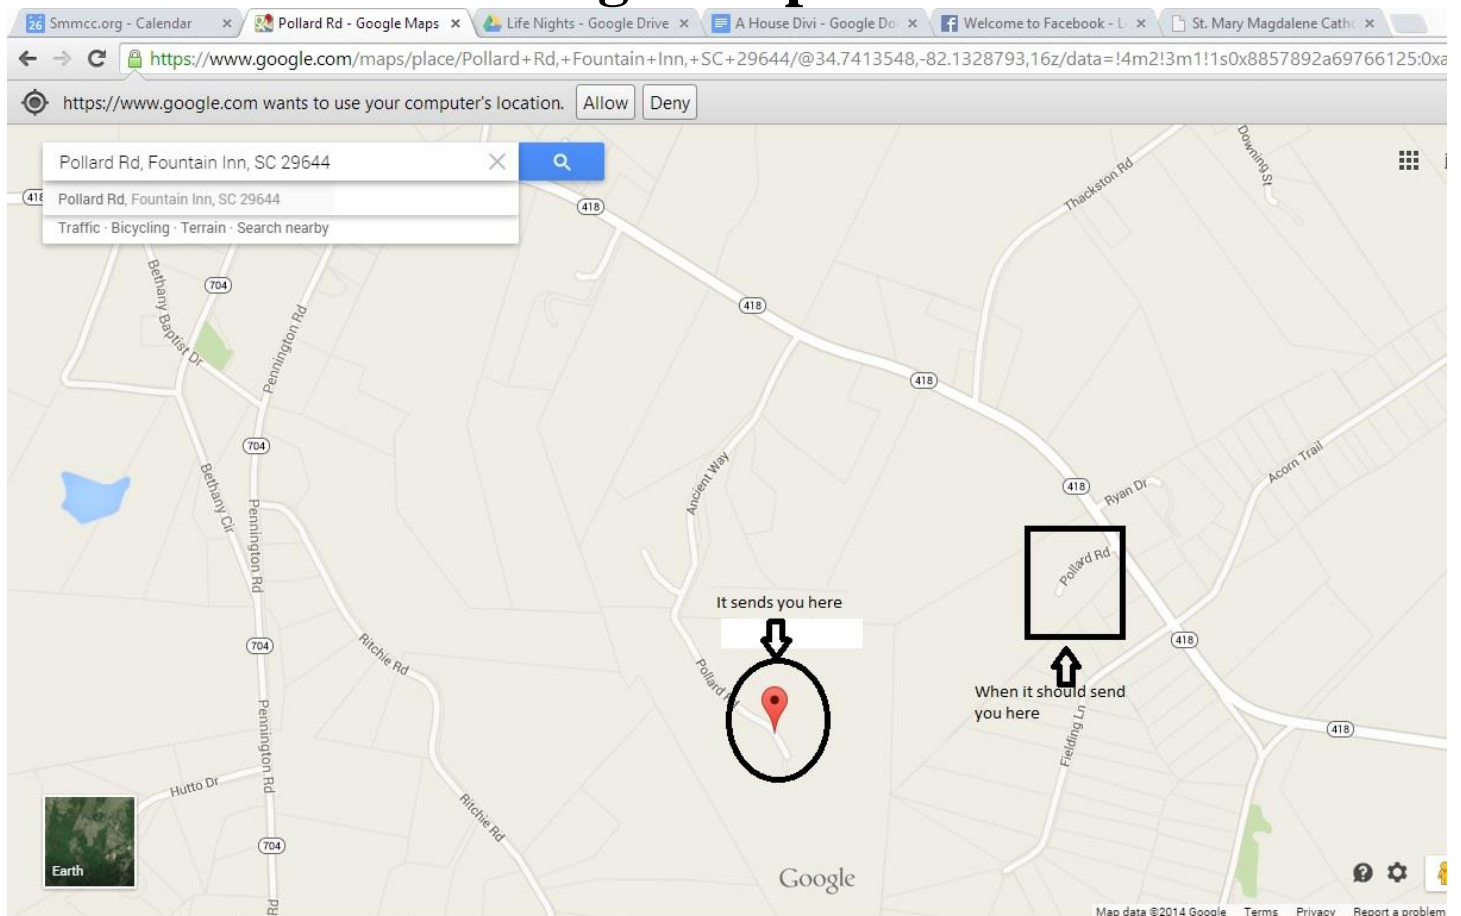 Smmcc.org - Calendar × Pollard Rd - Google Maps × Life Nights - Google Drive × A House Divi - Google Do × Welcome to Facebook - L × St. Mary Magdalene Catho ×
https://www.google.com/maps/place/Pollard+Rd,+Fountain+Inn,+SC+29644/@34.7413548,-82.1328793,16z/data=!4m2!3m1!1s0x8857892a69766125:0xa
https://www.google.com wants to use your computer's location. Allow Deny
Pollard Rd, Fountain Inn, SC 29644
Pollard Rd, Fountain Inn, SC 29644
Traffic · Bicycling · Terrain · Search nearby
26
418
418
Thackston Rd
Downing St
704
Bethany Baptist Dr
Pennington Rd
418
418
704
Bethany Cir
Pennington Rd
Ancient Way
418
Ryan Dr
Acorn Trail
Pollard Rd
It sends you here
704
Ritchie Rd
Pollard Rd
418
When it should send
you here
Fielding Ln
418
Pennington Rd
Hutto Dr
Ritchie Rd
704
Earth
Google
Rd
Map data ©2014 Google Terms Privacy Report a problem